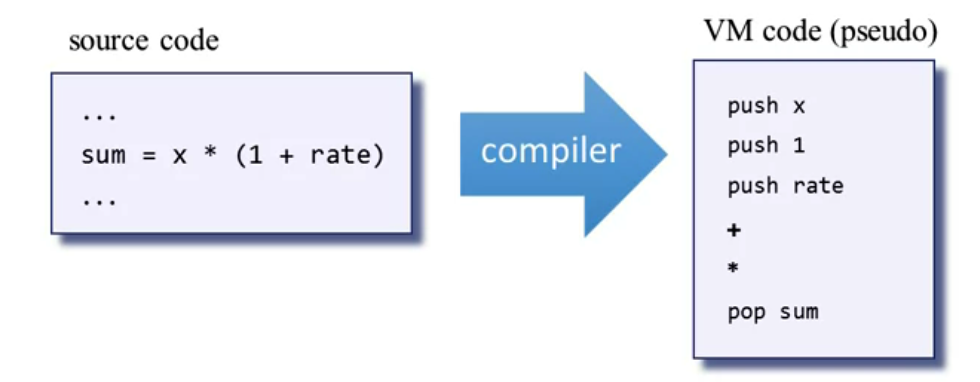 source code
...
sum = x * (1 + rate)
...
compiler
VM code (pseudo)
push x
push 1
push rate
+
*
pop sum